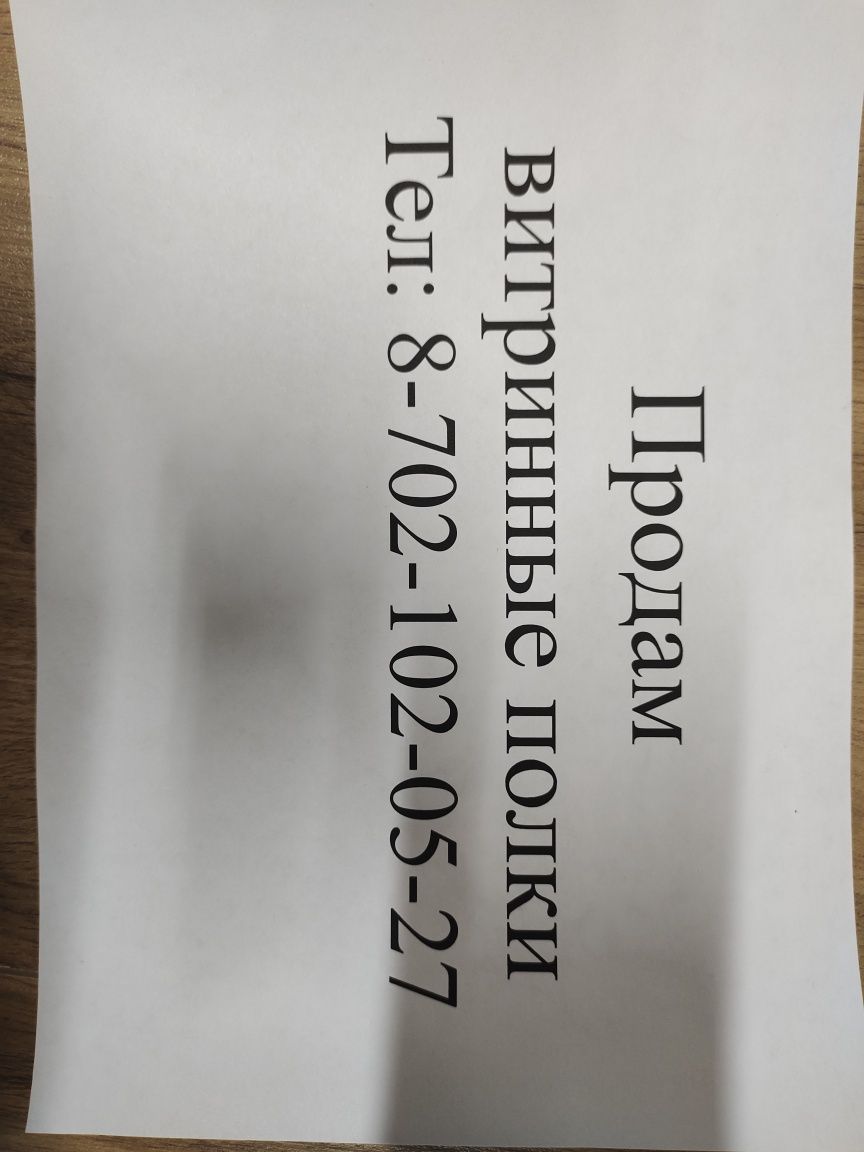 Продам
витринные полки
Тел: 8-702-102-05-27